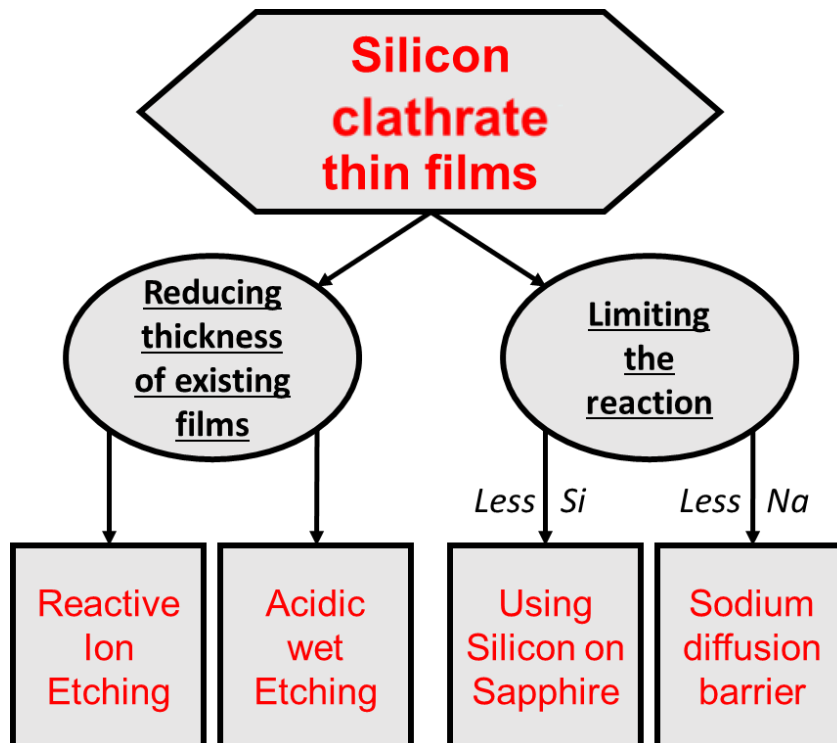 Silicon
clathrate
thin films
Reducing
thickness
of existing
films
Limiting
the
reaction
Less Si
Less Na
Reactive
Ion
Etching
Acidic
wet
Etching
Using
Silicon on
Sapphire
Sodium
diffusion
barrier